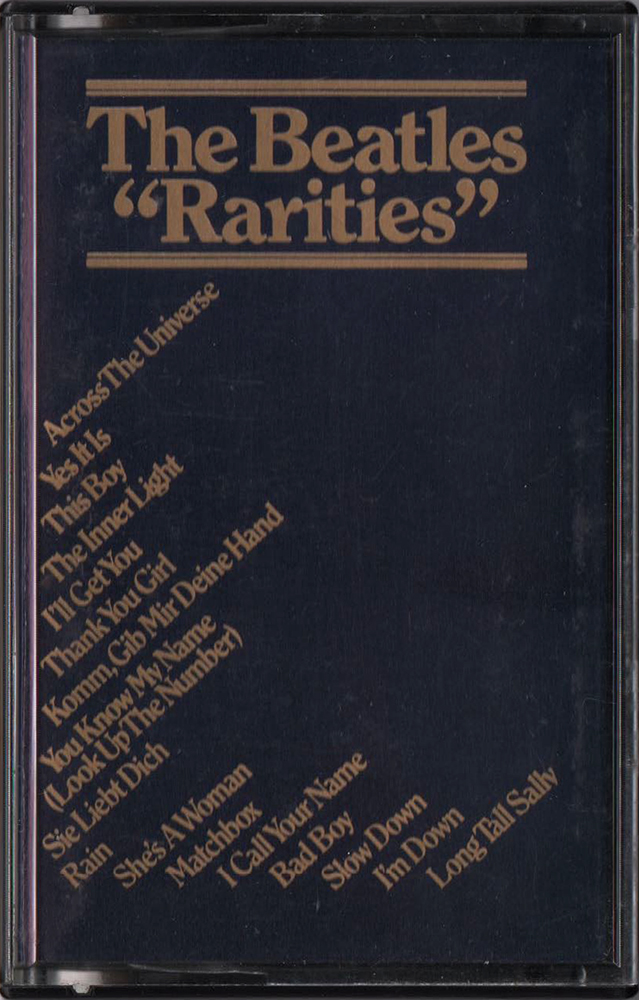 The Beatles
“Rarities”
Across The Universe
Yes It Is
This Boy
The Inner Light
I'll Get You
Thank You Girl
Komm, Gib Mir Deine Hand
You Know My Name
(Look Up The Number)
Sie Liebt Dich
Rain
She's A Woman
Matchbox
I Call Your Name
Bad Boy
Slow Down
I'm Down
Long Tall Sally